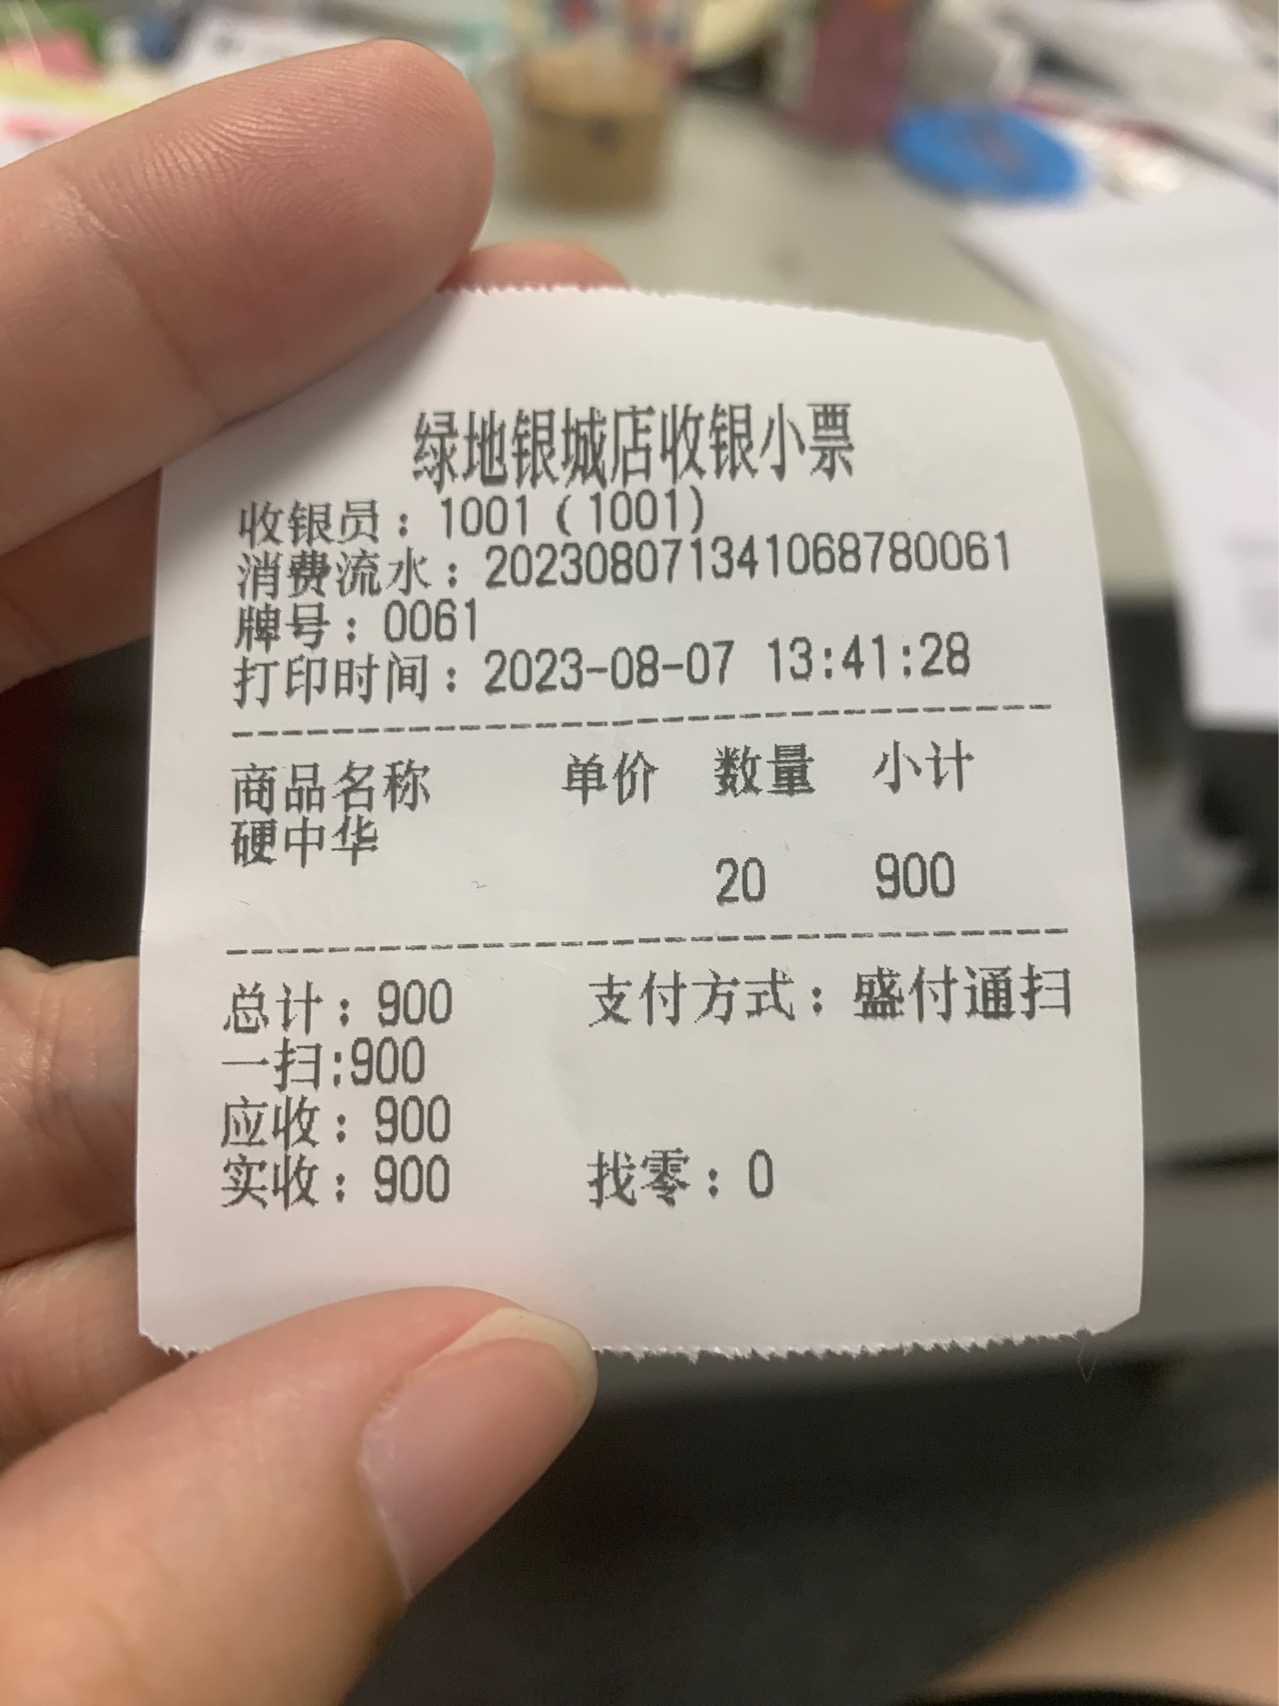 绿地银城店收银小票
收银员：1001（1001）
消费流水：202308071341068780061
牌号：0061
打印时间：2023-08-07 13:41:28
商品名称 单价 数量 小计
硬中华
20 900
总计：900 支付方式：盛付通扫
一扫:900
应收：900
实收：900 找零：0